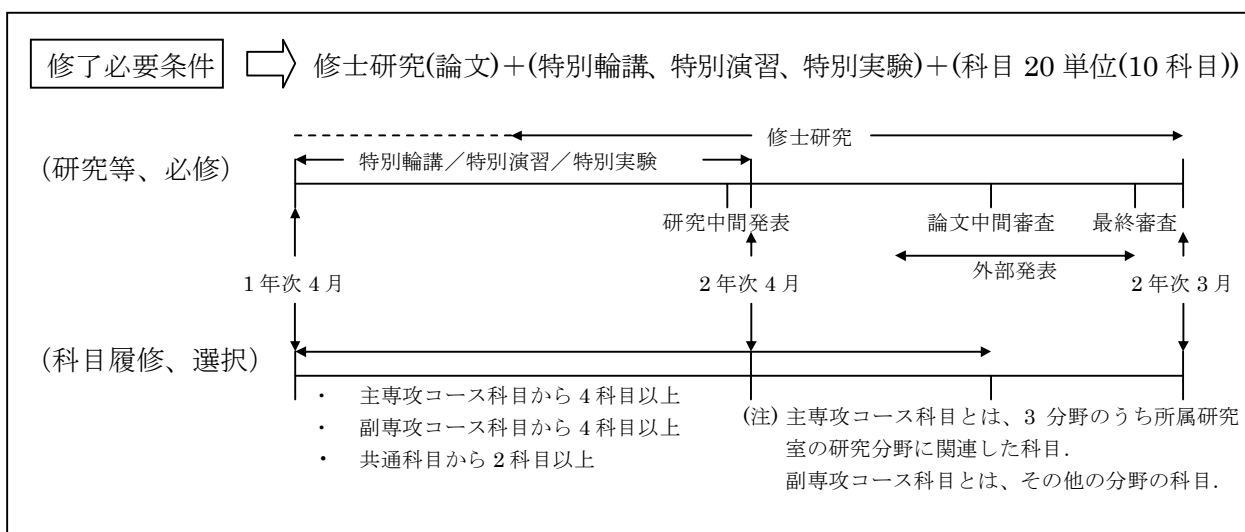 修了必要条件 修士研究(論文)+(特別輪講、特別演習、特別実験)+(科目 20 単位(10 科目))
修士研究
特別輪講/特別演習/特別実験
(研究等、必修)
研究中間発表 論文中間審査 最終審査
外部発表
1 年次 4 月 2 年次 4 月 2 年次 3 月
(科目履修、選択)
・ 主専攻コース科目から 4 科目以上
・ 副専攻コース科目から 4 科目以上
・ 共通科目から 2 科目以上
(注) 主専攻コース科目とは、3 分野のうち所属研究
室の研究分野に関連した科目.
副専攻コース科目とは、その他の分野の科目.